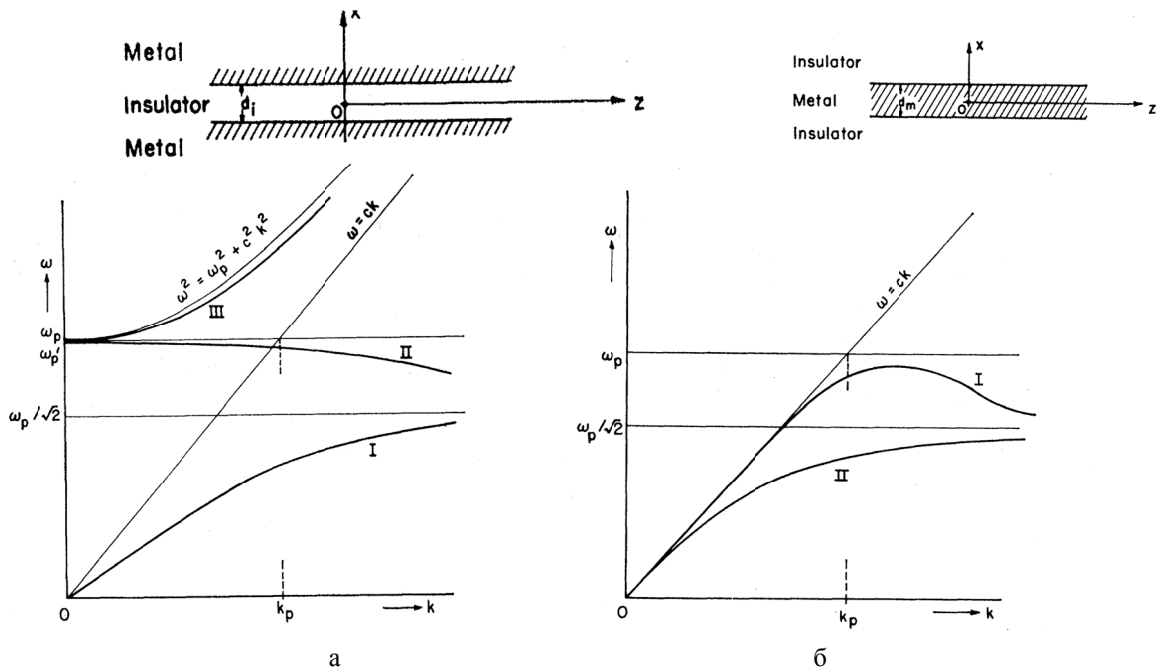 x
Metal
Insulator
d_i
O
z
Metal
Insulator
Metal
Insulator
x
d_m
O
z
ω
ω² = ω_p² + c²k²
ω = ck
III
ω_p
ω_p'
II
ω_p/√2
I
O
k_p
k
ω
ω = ck
ω_p
I
ω_p/√2
II
O
k_p
k
а
б